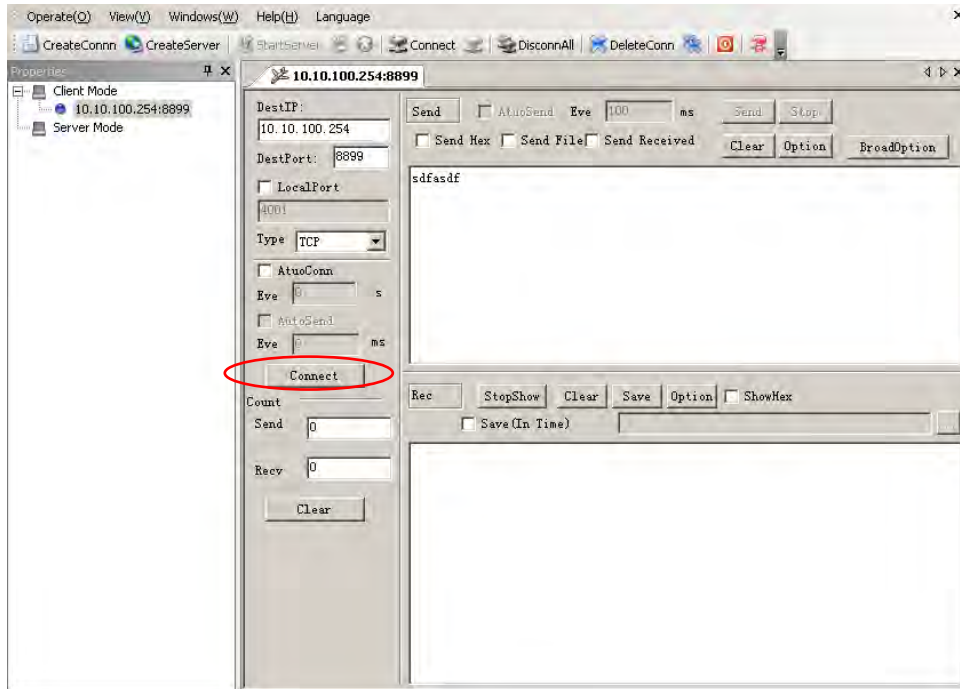 Operate(O) View(V) Windows(W) Help(H) Language
CreateConnn CreateServer StartServer Connect DisconnAll DeleteConn
Properties
Client Mode
10.10.100.254:8899
Server Mode
10.10.100.254:8899
DestIP:
10.10.100.254
DestPort: 8899
LocalPort
4001
Type TCP
AtuoConn
Eve 0 s
AutoSend
Eve 0 ms
Connect
Count
Send 0
Recv 0
Clear
Send AtuoSend Eve 100 ms Send Stop
Send Hex Send File Send Received Clear Option BroadOption
sdfasdf
Rec StopShow Clear Save Option ShowHex
Save(In Time)